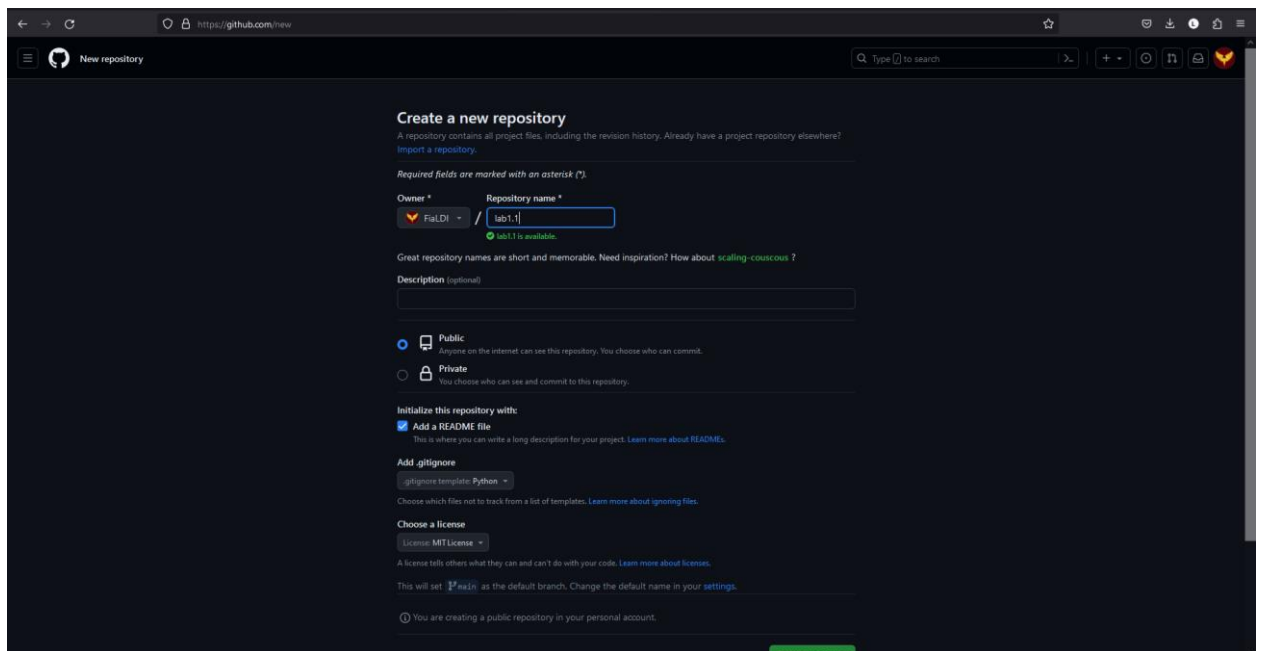 https://github.com/new
New repository
Type / to search
Create a new repository
A repository contains all project files, including the revision history. Already have a project repository elsewhere?
Import a repository.
Required fields are marked with an asterisk (*).
Owner * Repository name *
FiaLDI / lab1.1
lab1.1 is available.
Great repository names are short and memorable. Need inspiration? How about scaling-couscous ?
Description (optional)
Public
Anyone on the internet can see this repository. You choose who can commit.
Private
You choose who can see and commit to this repository.
Initialize this repository with:
Add a README file
This is where you can write a long description for your project. Learn more about READMEs.
Add .gitignore
.gitignore template: Python
Choose which files not to track from a list of templates. Learn more about ignoring files.
Choose a license
License: MIT License
A license tells others what they can and can't do with your code. Learn more about licenses.
This will set main as the default branch. Change the default name in your settings.
You are creating a public repository in your personal account.